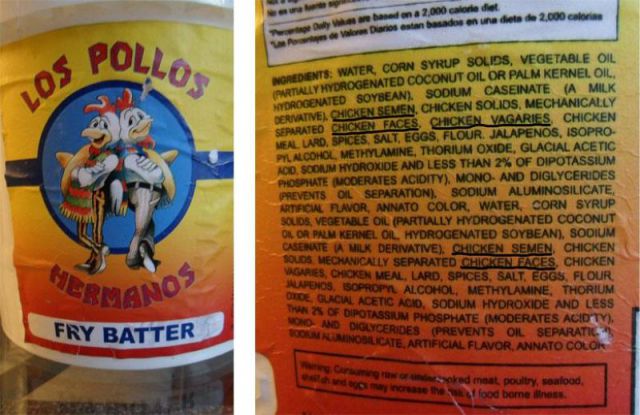 LOS POLLOS
HERMANOS
FRY BATTER
No es una fuente
*Percentage Daily Values are based on a 2,000 calorie diet.
*Los Porcentajes de Valores Diarios estan basados en una dieta de 2,000 calorias
INGREDIENTS: WATER, CORN SYRUP SOLIDS, VEGETABLE OIL
(PARTIALLY HYDROGENATED COCONUT OIL OR PALM KERNEL OIL,
HYDROGENATED SOYBEAN), SODIUM CASEINATE (A MILK
DERIVATIVE), CHICKEN SEMEN, CHICKEN SOLIDS, MECHANICALLY
SEPARATED CHICKEN FACES, CHICKEN VAGARIES, CHICKEN
MEAL, LARD, SPICES, SALT, EGGS, FLOUR, JALAPENOS, ISOPRO-
PYL ALCOHOL, METHYLAMINE, THORIUM OXIDE, GLACIAL ACETIC
ACID, SODIUM HYDROXIDE AND LESS THAN 2% OF DIPOTASSIUM
PHOSPHATE (MODERATES ACIDITY), MONO- AND DIGLYCERIDES
(PREVENTS OIL SEPARATION), SODIUM ALUMINOSILICATE,
ARTIFICIAL FLAVOR, ANNATO COLOR, WATER, CORN SYRUP
SOLIDS, VEGETABLE OIL (PARTIALLY HYDROGENATED COCONUT
OIL OR PALM KERNEL OIL, HYDROGENATED SOYBEAN), SODIUM
CASEINATE (A MILK DERIVATIVE), CHICKEN SEMEN, CHICKEN
SOLIDS, MECHANICALLY SEPARATED CHICKEN FACES, CHICKEN
VAGARIES, CHICKEN MEAL, LARD, SPICES, SALT, EGGS, FLOUR,
JALAPENOS, ISOPROPYL ALCOHOL, METHYLAMINE, THORIUM
OXIDE, GLACIAL ACETIC ACID, SODIUM HYDROXIDE AND LESS
THAN 2% OF DIPOTASSIUM PHOSPHATE (MODERATES ACIDITY),
MONO- AND DIGLYCERIDES (PREVENTS OIL SEPARATION),
SODIUM ALUMINOSILICATE, ARTIFICIAL FLAVOR, ANNATO COLOR
Warning: Consuming raw or undercooked meat, poultry, seafood,
shellfish and eggs may increase the risk of food borne illness.